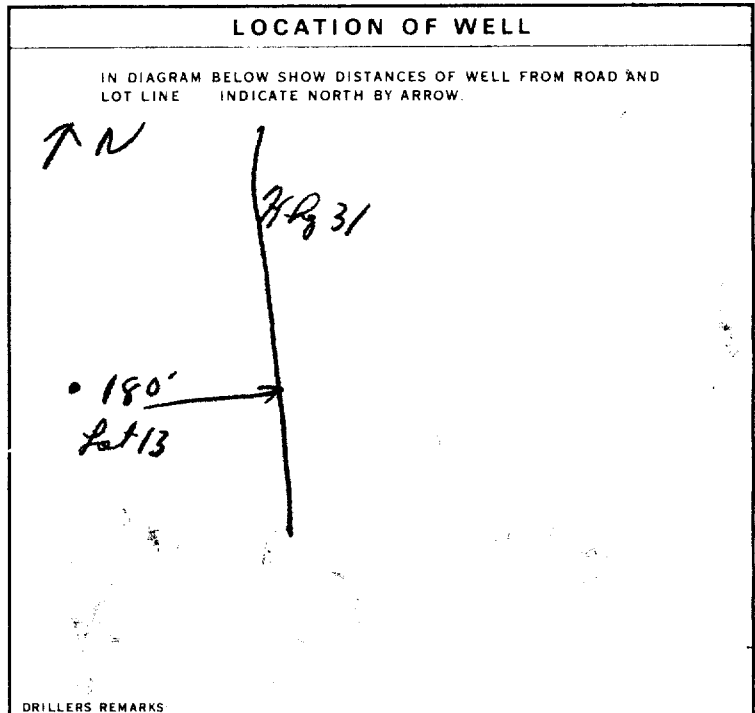 LOCATION OF WELL
IN DIAGRAM BELOW SHOW DISTANCES OF WELL FROM ROAD AND
LOT LINE INDICATE NORTH BY ARROW.
N
Hwy 31
180'
Lot 13
DRILLERS REMARKS